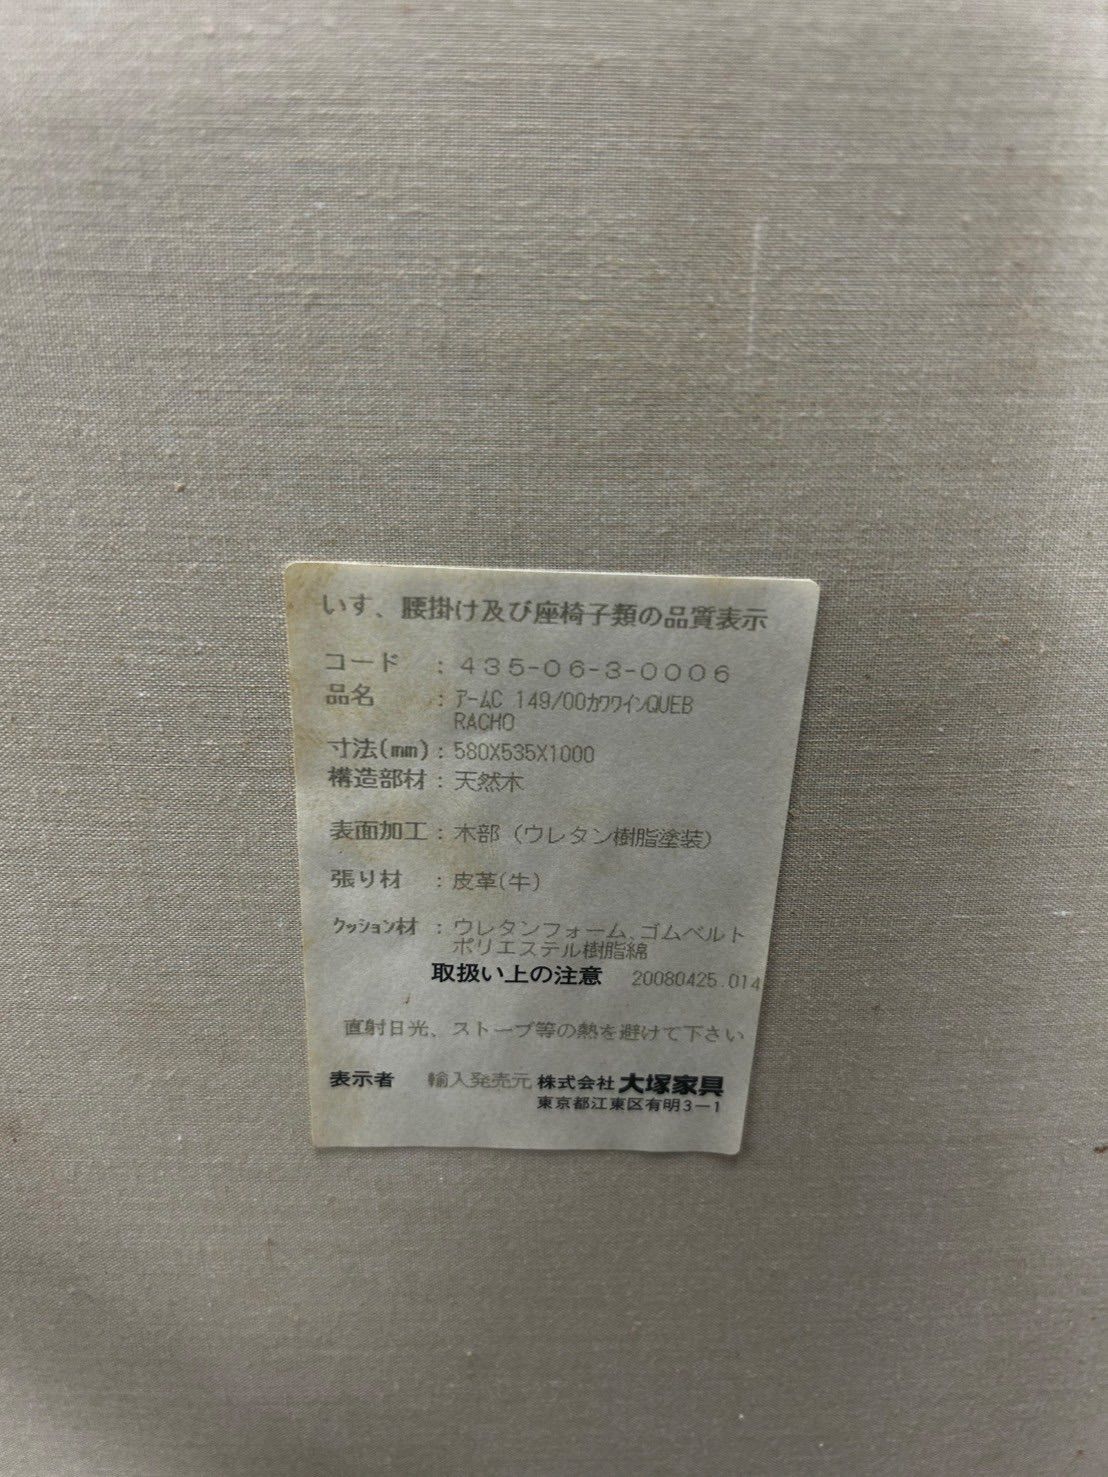 いす、腰掛け及び座椅子類の品質表示
コード : 435-06-3-0006
品名 : ｱｰﾑC 149/00ｶﾜﾜｲﾝQUEB
RACHO
寸法(mm) : 580X535X1000
構造部材 : 天然木
表面加工 : 木部(ウレタン樹脂塗装)
張り材 : 皮革(牛)
ｸｯｼｮﾝ材 : ウレタンフォーム､ゴムベルト
ポリエステル樹脂綿
取扱い上の注意 20080425.014
直射日光、ストーブ等の熱を避けて下さい
表示者 輸入発売元 株式会社 大塚家具
東京都江東区有明3-1